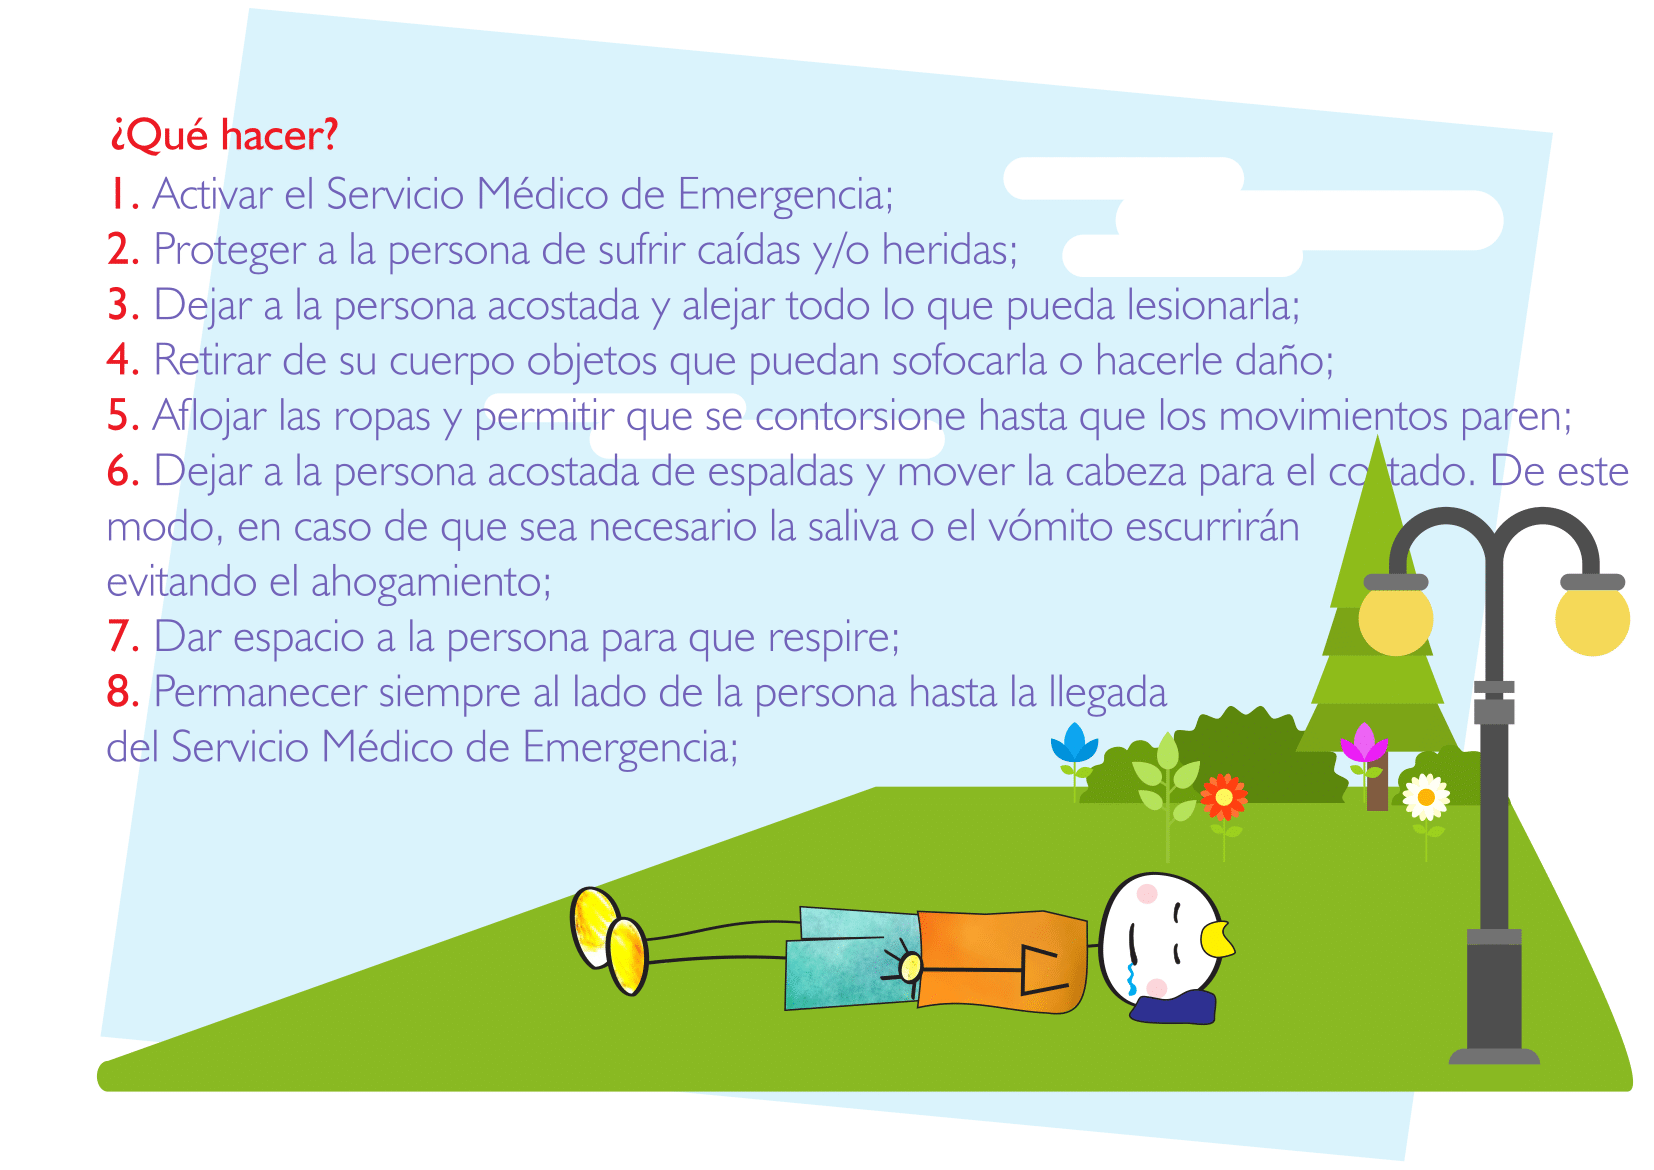 ¿Qué hacer?
1. Activar el Servicio Médico de Emergencia;
2. Proteger a la persona de sufrir caídas y/o heridas;
3. Dejar a la persona acostada y alejar todo lo que pueda lesionarla;
4. Retirar de su cuerpo objetos que puedan sofocarla o hacerle daño;
5. Aflojar las ropas y permitir que se contorsione hasta que los movimientos paren;
6. Dejar a la persona acostada de espaldas y mover la cabeza para el costado. De este
modo, en caso de que sea necesario la saliva o el vómito escurrirán
evitando el ahogamiento;
7. Dar espacio a la persona para que respire;
8. Permanecer siempre al lado de la persona hasta la llegada
del Servicio Médico de Emergencia;